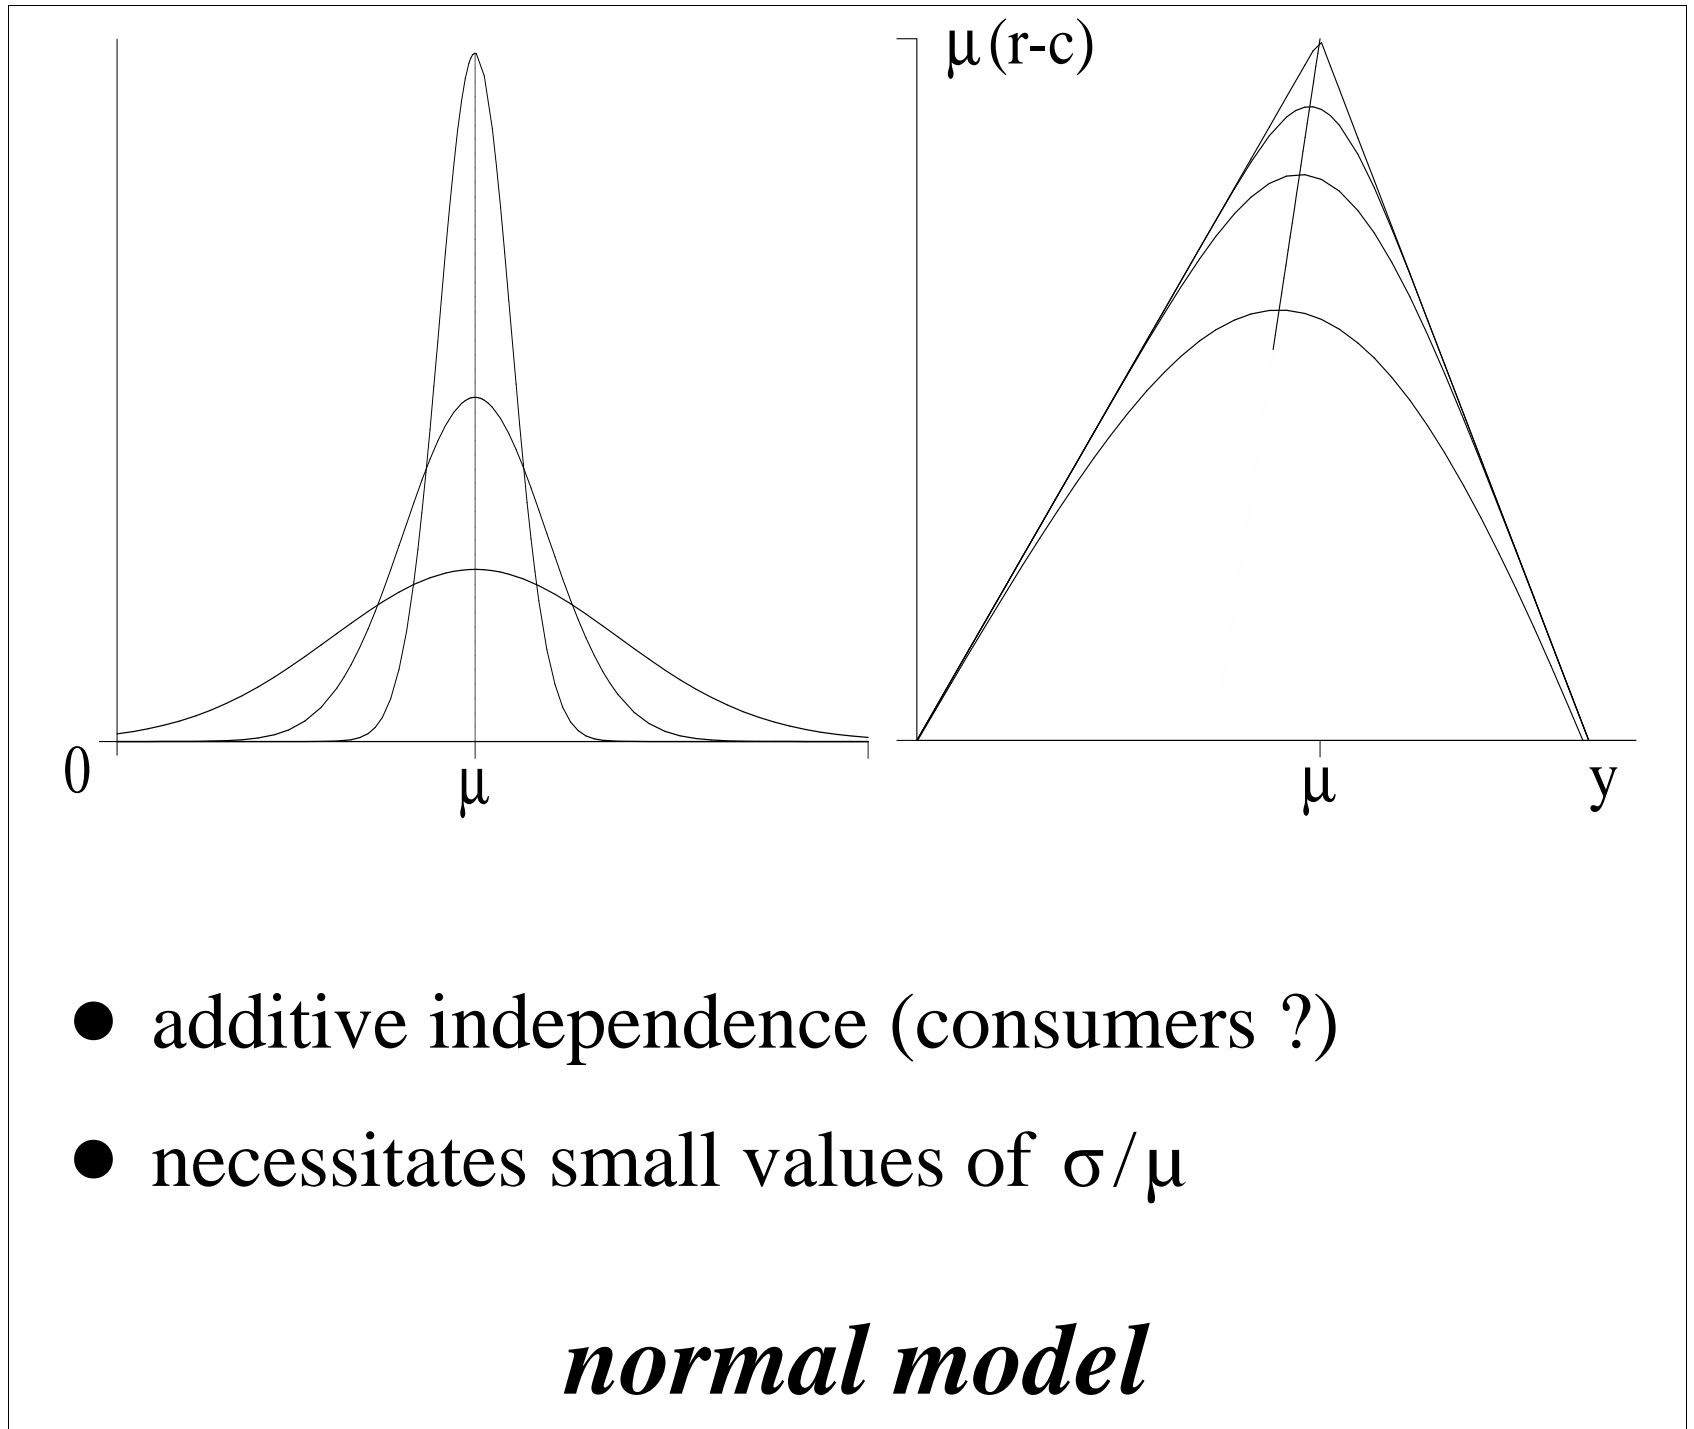 μ(r-c)
0
μ
μ
y
● additive independence (consumers ?)
● necessitates small values of σ/μ
normal model